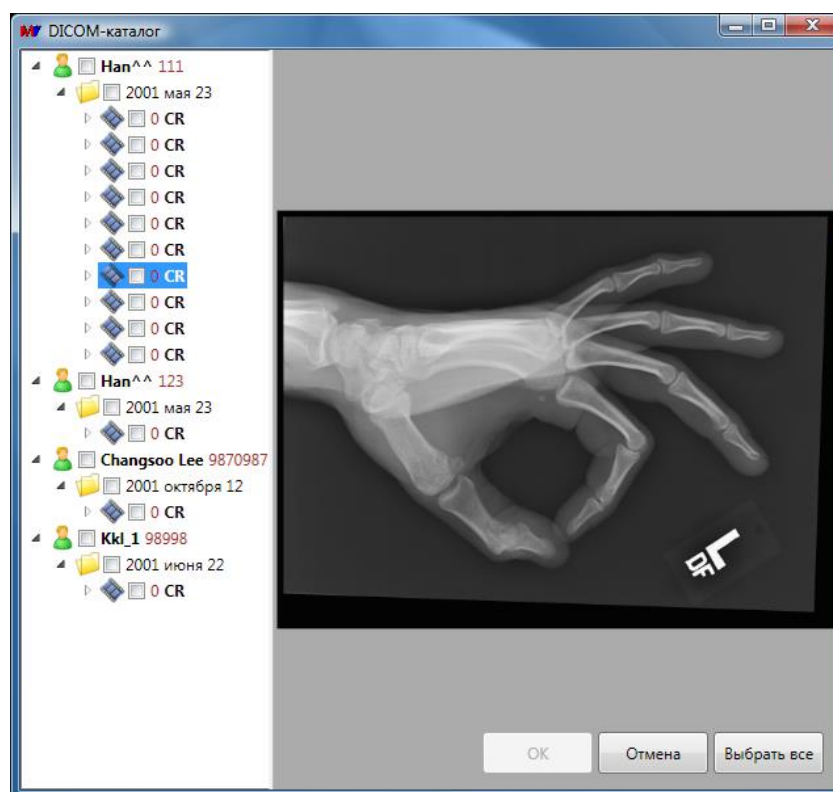 DICOM-каталог
Han^^ 111
2001 мая 23
0 CR
0 CR
0 CR
0 CR
0 CR
0 CR
0 CR
0 CR
0 CR
0 CR
Han^^ 123
2001 мая 23
0 CR
Changsoo Lee 9870987
2001 октября 12
0 CR
Kkl_1 98998
2001 июня 22
0 CR
L
DF
OK
Отмена
Выбрать все